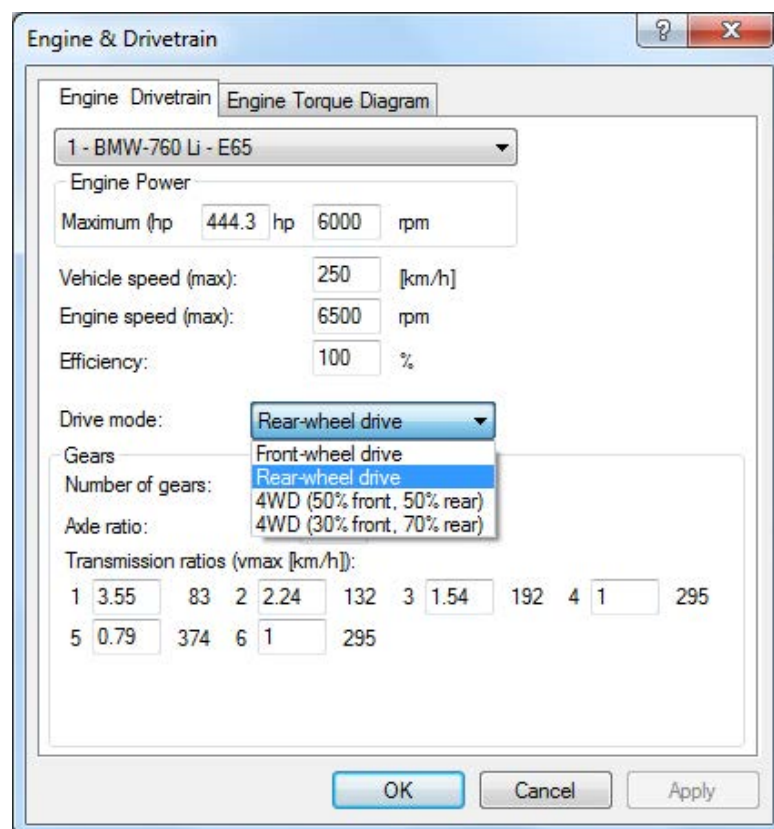 Engine & Drivetrain
?
Engine Drivetrain Engine Torque Diagram
1 - BMW-760 Li - E65
Engine Power
Maximum (hp 444.3 hp 6000 rpm
Vehicle speed (max): 250 [km/h]
Engine speed (max): 6500 rpm
Efficiency: 100 %
Drive mode: Rear-wheel drive
Gears Front-wheel drive
Number of gears: Rear-wheel drive
4WD (50% front, 50% rear)
Axle ratio: 4WD (30% front, 70% rear)
Transmission ratios (vmax [km/h]):
1 3.55 83 2 2.24 132 3 1.54 192 4 1 295
5 0.79 374 6 1 295
OK Cancel Apply